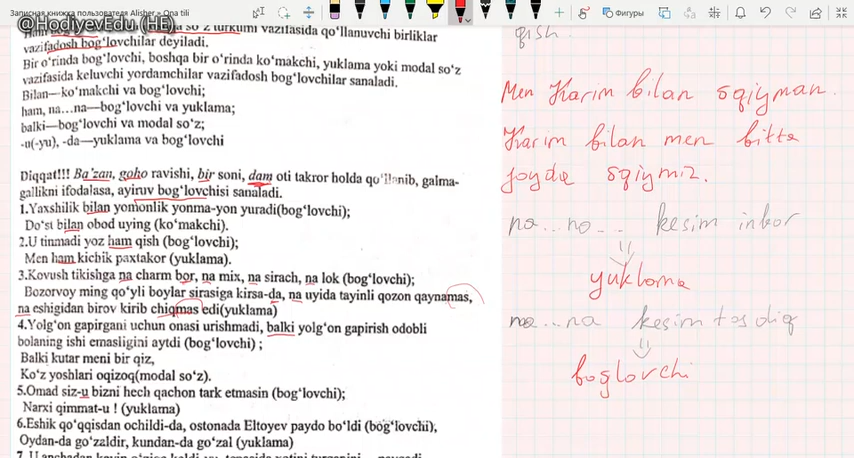 Записная книжка пользователя Alisher » Ona tili
@HodiyevEdu (HE)
Фигуры
so'z turkumi vazifasida qo'llanuvchi birliklar
vazifadosh bog'lovchilar deyiladi.
Bir o'rinda bog'lovchi, boshqa bir o'rinda ko'makchi, yuklama yoki modal so'z
vazifasida keluvchi yordamchilar vazifadosh bog'lovchilar sanaladi.
Bilan—ko'makchi va bog'lovchi;
ham, na...na—bog'lovchi va yuklama;
balki—bog'lovchi va modal so'z;
-u(-yu), -da—yuklama va bog'lovchi
Diqqat!!! Ba'zan, goho ravishi, bir soni, dam oti takror holda qo'llanib, galma-
gallikni ifodalasa, ayiruv bog'lovchisi sanaladi.
1.Yaxshilik bilan yomonlik yonma-yon yuradi(bog'lovchi);
Do'st bilan obod uying (ko'makchi).
2.U tinmadi yoz ham qish (bog'lovchi);
Men ham kichik paxtakor (yuklama).
3.Kovush tikishga na charm bor, na mix, na sirach, na lok (bog'lovchi);
Bozorvoy ming qo'yli boylar sirasiga kirsa-da, na uyida tayinli qozon qaynamas,
na eshigidan birov kirib chiqmas edi(yuklama)
4.Yolg'on gapirgani uchun onasi urishmadi, balki yolg'on gapirish odobli
bolaning ishi emasligini aytdi (bog'lovchi) ;
Balki kutar meni bir qiz,
Ko'z yoshlari oqizoq(modal so'z).
5.Omad siz-u bizni hech qachon tark etmasin (bog'lovchi);
Narxi qimmat-u ! (yuklama)
6.Eshik qo'qqisdan ochildi-da, ostonada Eltoyev paydo bo'ldi (bog'lovchi),
Oydan-da go'zaldir, kundan-da go'zal (yuklama)
qish.
Men Karim bilan oqiyman.
Karim bilan men bitta
joyda oqiymiz.
na... na... kesim inkor
yuklama
na...na kesim tasdiq
boglovchi